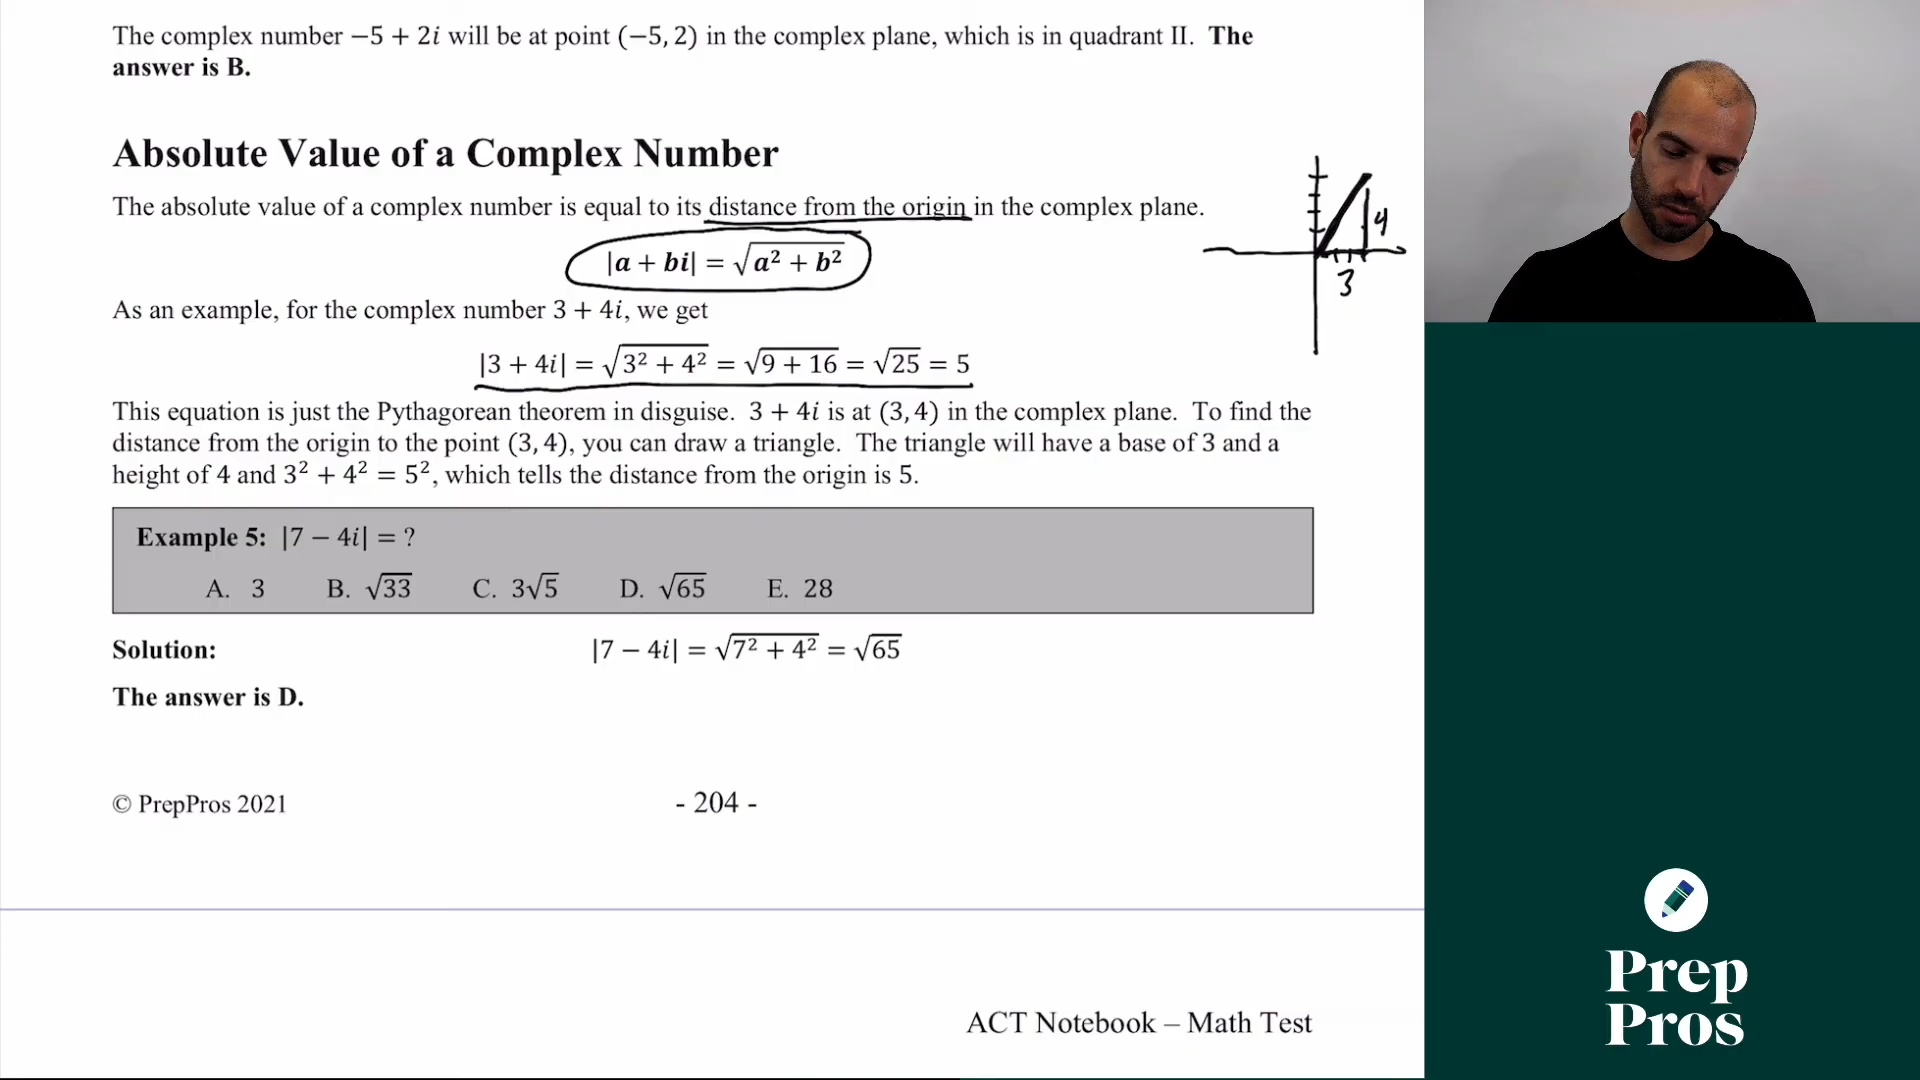 The complex number −5 + 2i will be at point (−5, 2) in the complex plane, which is in quadrant II. The
answer is B.
Absolute Value of a Complex Number
The absolute value of a complex number is equal to its distance from the origin in the complex plane.
|a + bi| = √(a² + b²)
As an example, for the complex number 3 + 4i, we get
|3 + 4i| = √(3² + 4²) = √(9 + 16) = √25 = 5
This equation is just the Pythagorean theorem in disguise. 3 + 4i is at (3, 4) in the complex plane. To find the
distance from the origin to the point (3, 4), you can draw a triangle. The triangle will have a base of 3 and a
height of 4 and 3² + 4² = 5², which tells the distance from the origin is 5.
4
3
Example 5: |7 − 4i| = ?
A. 3 B. √33 C. 3√5 D. √65 E. 28
Solution: |7 − 4i| = √(7² + 4²) = √65
The answer is D.
© PrepPros 2021 - 204 -
ACT Notebook – Math Test
Prep
Pros